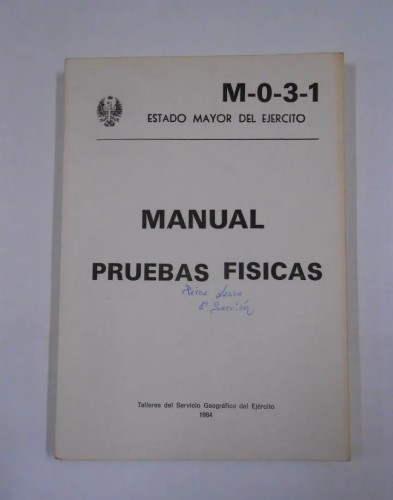 M-0-3-1
ESTADO MAYOR DEL EJERCITO
MANUAL
PRUEBAS FISICAS
Talleres del Servicio Geográfico del Ejército
1984